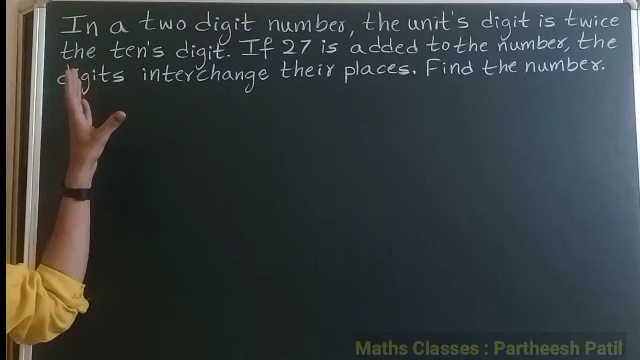 In a two digit number, the unit's digit is twice
the ten's digit. If 27 is added to the number, the
digits interchange their places. Find the number.
Maths Classes : Partheesh Patil